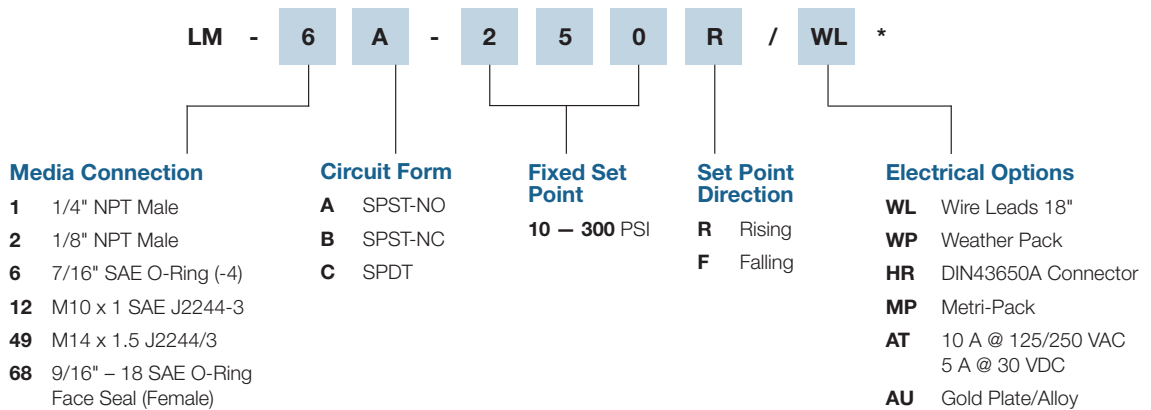 LM - 6 A - 2 5 0 R / WL *
Media Connection
1 1/4" NPT Male
2 1/8" NPT Male
6 7/16" SAE O-Ring (-4)
12 M10 x 1 SAE J2244-3
49 M14 x 1.5 J2244/3
68 9/16" – 18 SAE O-Ring
Face Seal (Female)
Circuit Form
A SPST-NO
B SPST-NC
C SPDT
Fixed Set
Point
10 — 300 PSI
Set Point
Direction
R Rising
F Falling
Electrical Options
WL Wire Leads 18"
WP Weather Pack
HR DIN43650A Connector
MP Metri-Pack
AT 10 A @ 125/250 VAC
5 A @ 30 VDC
AU Gold Plate/Alloy